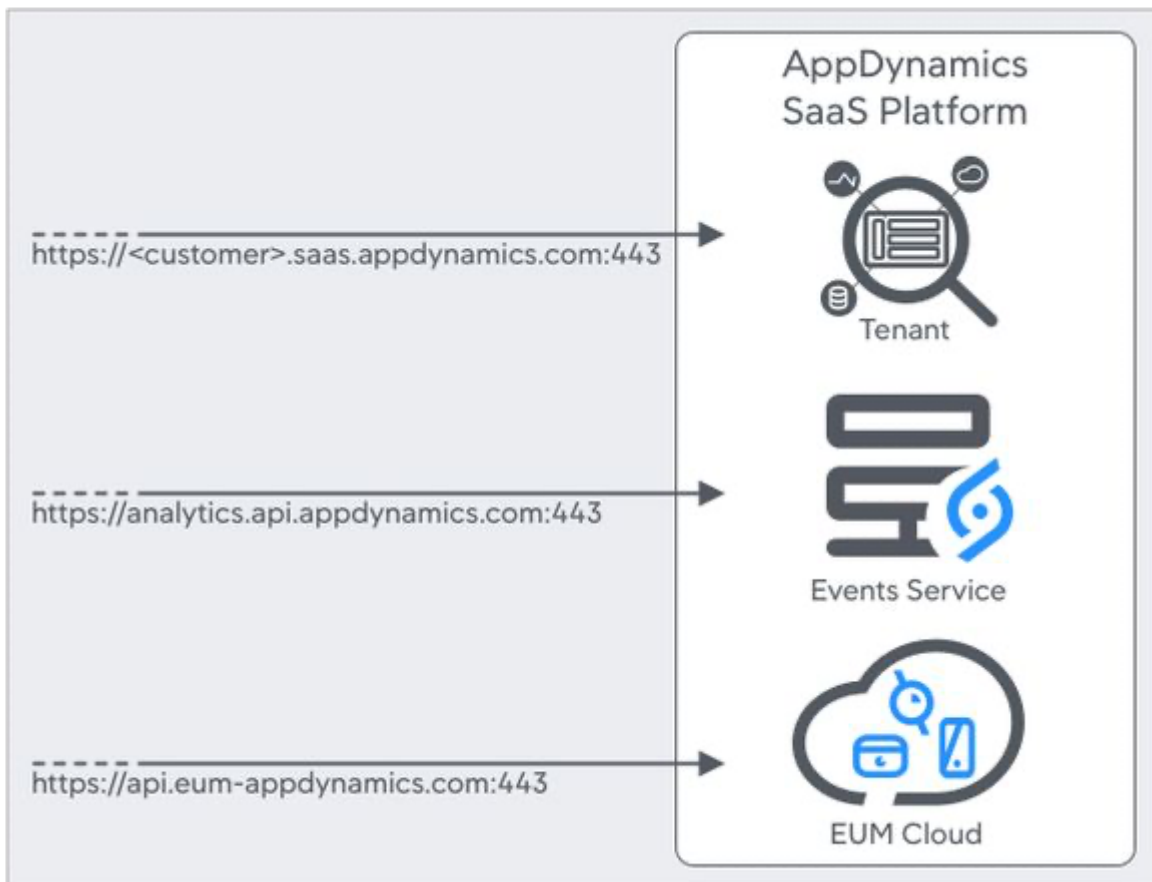 AppDynamics
SaaS Platform
https://<customer>.saas.appdynamics.com:443
Tenant
https://analytics.api.appdynamics.com:443
Events Service
https://api.eum-appdynamics.com:443
EUM Cloud